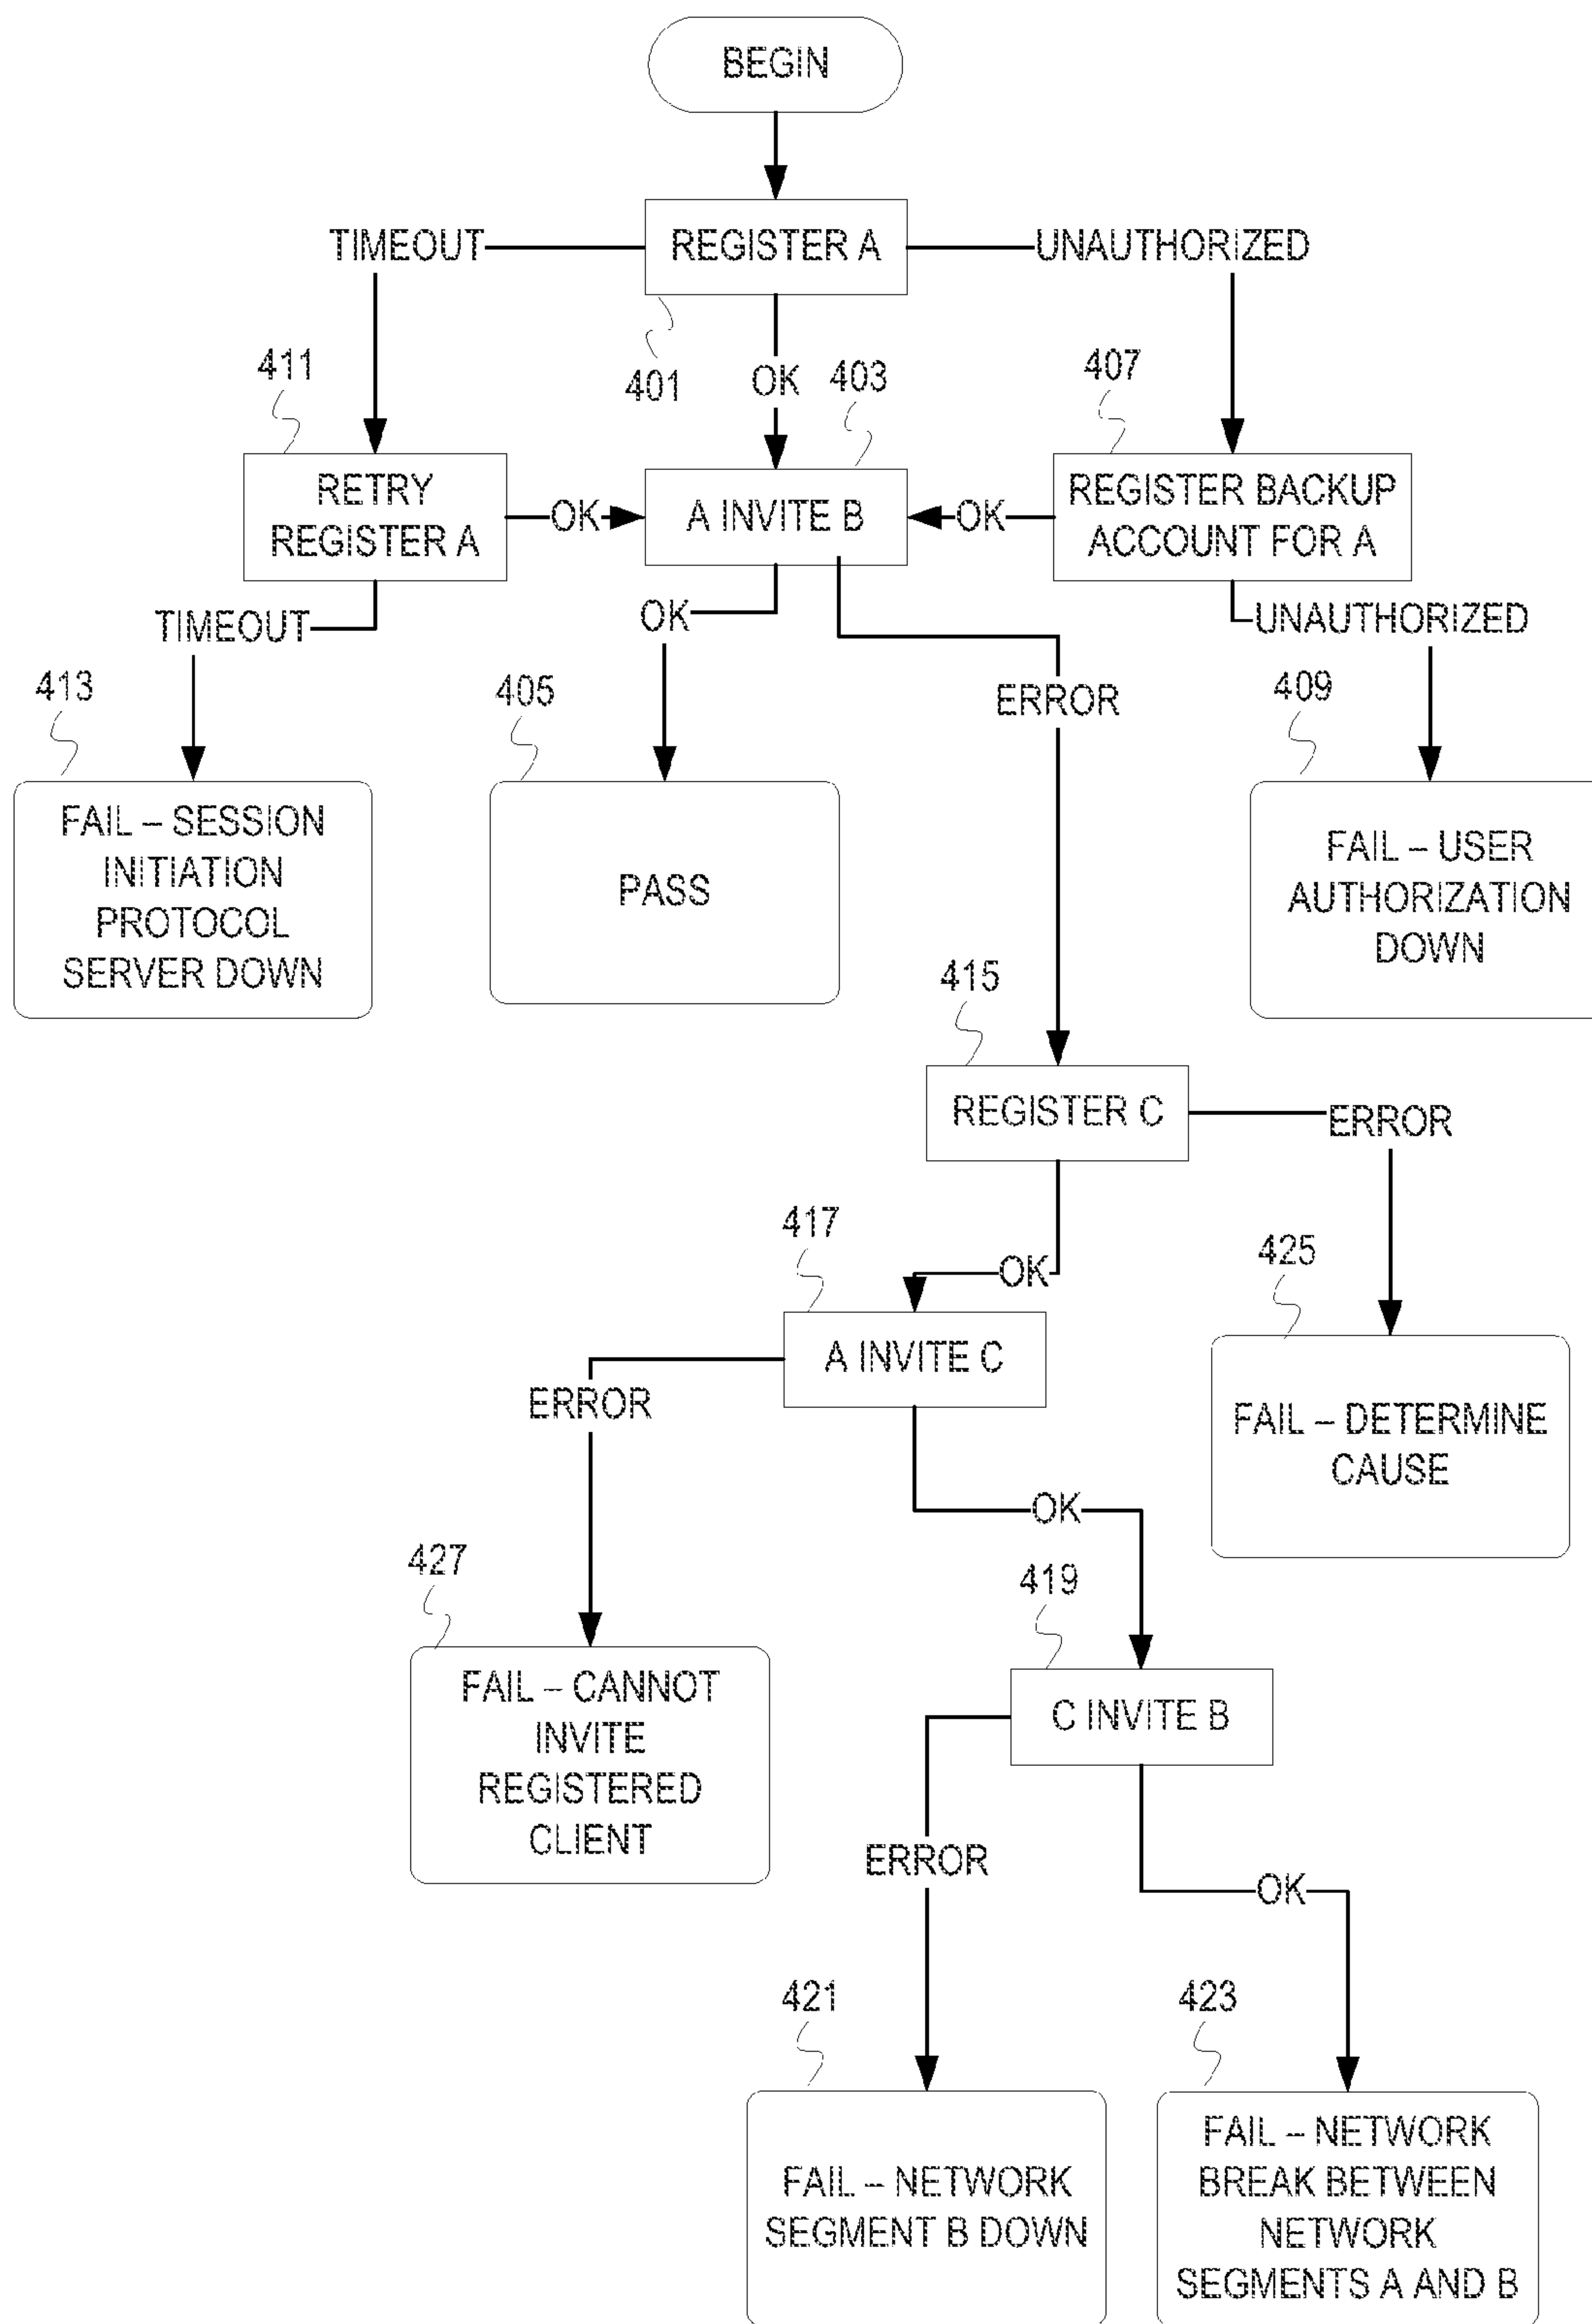 BEGIN
TIMEOUT
REGISTER A
UNAUTHORIZED
401
OK
403
411
407
RETRY
REGISTER A
OK
A INVITE B
OK
REGISTER BACKUP
ACCOUNT FOR A
TIMEOUT
OK
UNAUTHORIZED
413
405
ERROR
409
FAIL – SESSION
INITIATION
PROTOCOL
SERVER DOWN
PASS
FAIL – USER
AUTHORIZATION
DOWN
415
REGISTER C
ERROR
417
OK
425
A INVITE C
ERROR
FAIL – DETERMINE
CAUSE
OK
427
419
FAIL – CANNOT
INVITE
REGISTERED
CLIENT
C INVITE B
ERROR
OK
421
423
FAIL – NETWORK
SEGMENT B DOWN
FAIL – NETWORK
BREAK BETWEEN
NETWORK
SEGMENTS A AND B